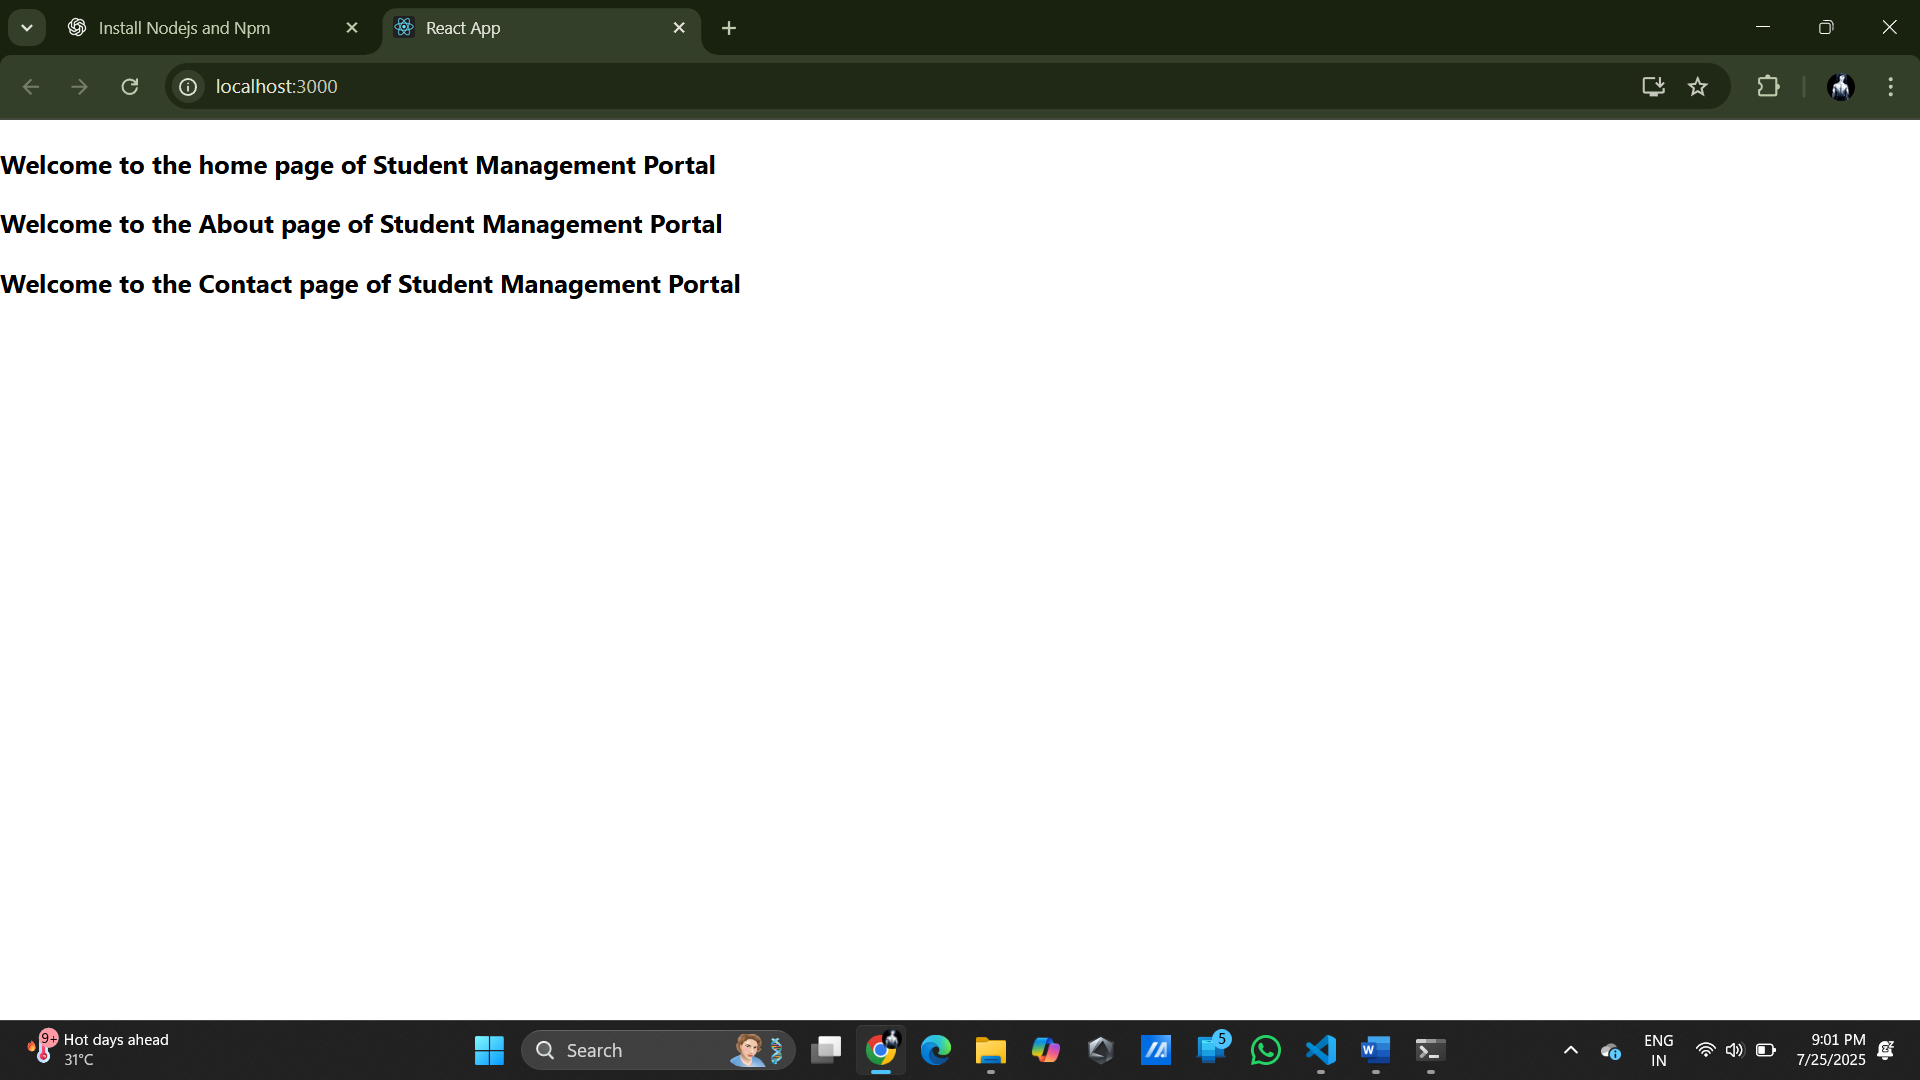 Install Nodejs and Npm
React App
localhost:3000
Welcome to the home page of Student Management Portal
Welcome to the About page of Student Management Portal
Welcome to the Contact page of Student Management Portal
9+
Hot days ahead
31°C
Search
5
ENG
IN
9:01 PM
7/25/2025